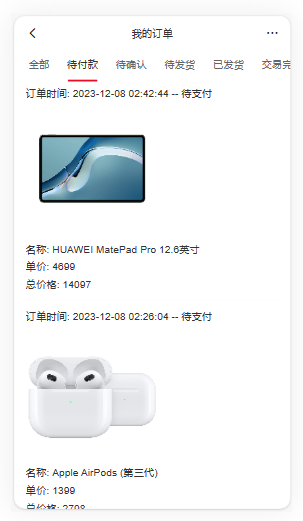 我的订单
全部 待付款 待确认 待发货 已发货 交易完
订单时间: 2023-12-08 02:42:44 -- 待支付
名称: HUAWEI MatePad Pro 12.6英寸
单价: 4699
总价格: 14097
订单时间: 2023-12-08 02:26:04 -- 待支付
名称: Apple AirPods (第三代)
单价: 1399
总价格: 2798